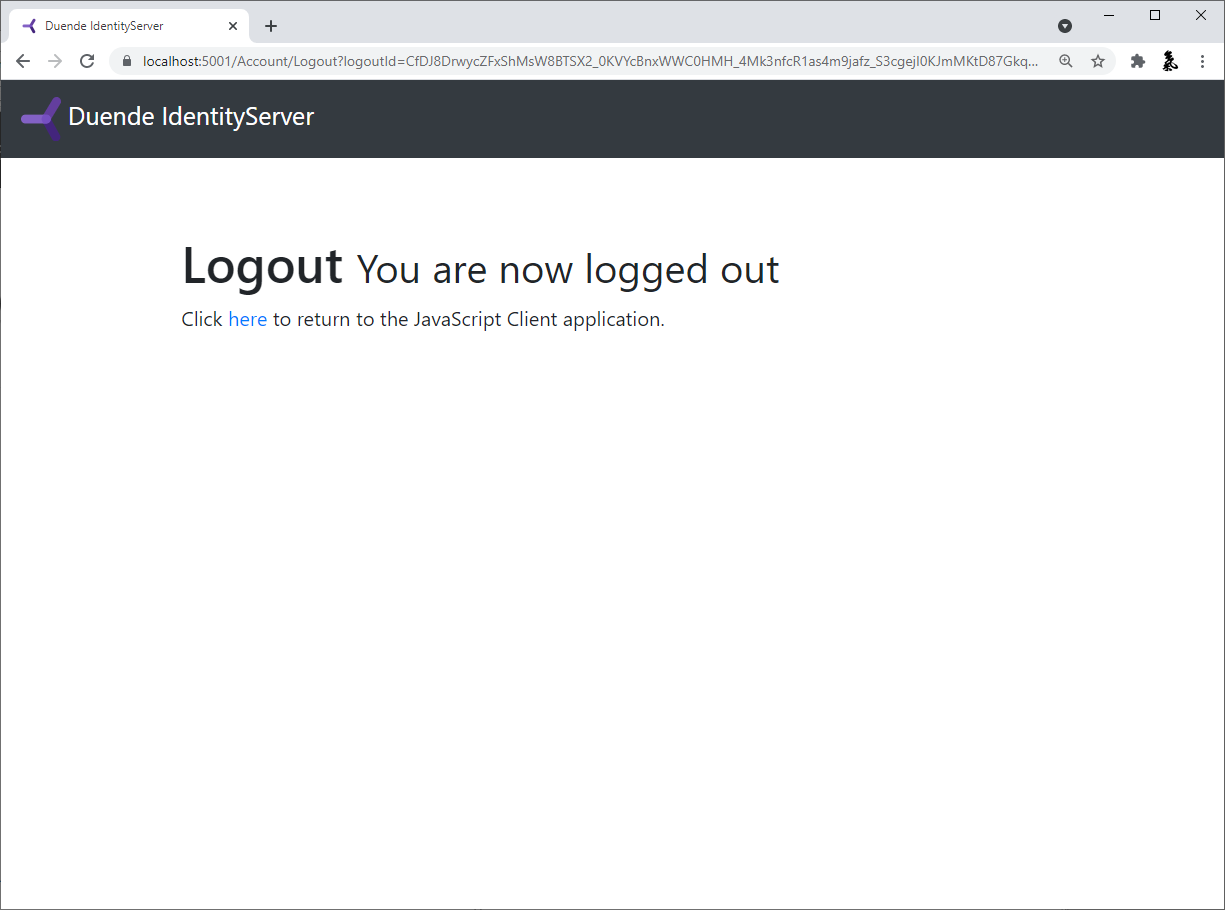 Duende IdentityServer
localhost:5001/Account/Logout?logoutId=CfDJ8DrwycZFxShMsW8BTSX2_0KVYcBnxWWC0HMH_4Mk3nfcR1as4m9jafz_S3cgejI0KJmMKtD87Gkq...
Duende IdentityServer
Logout You are now logged out
Click here to return to the JavaScript Client application.